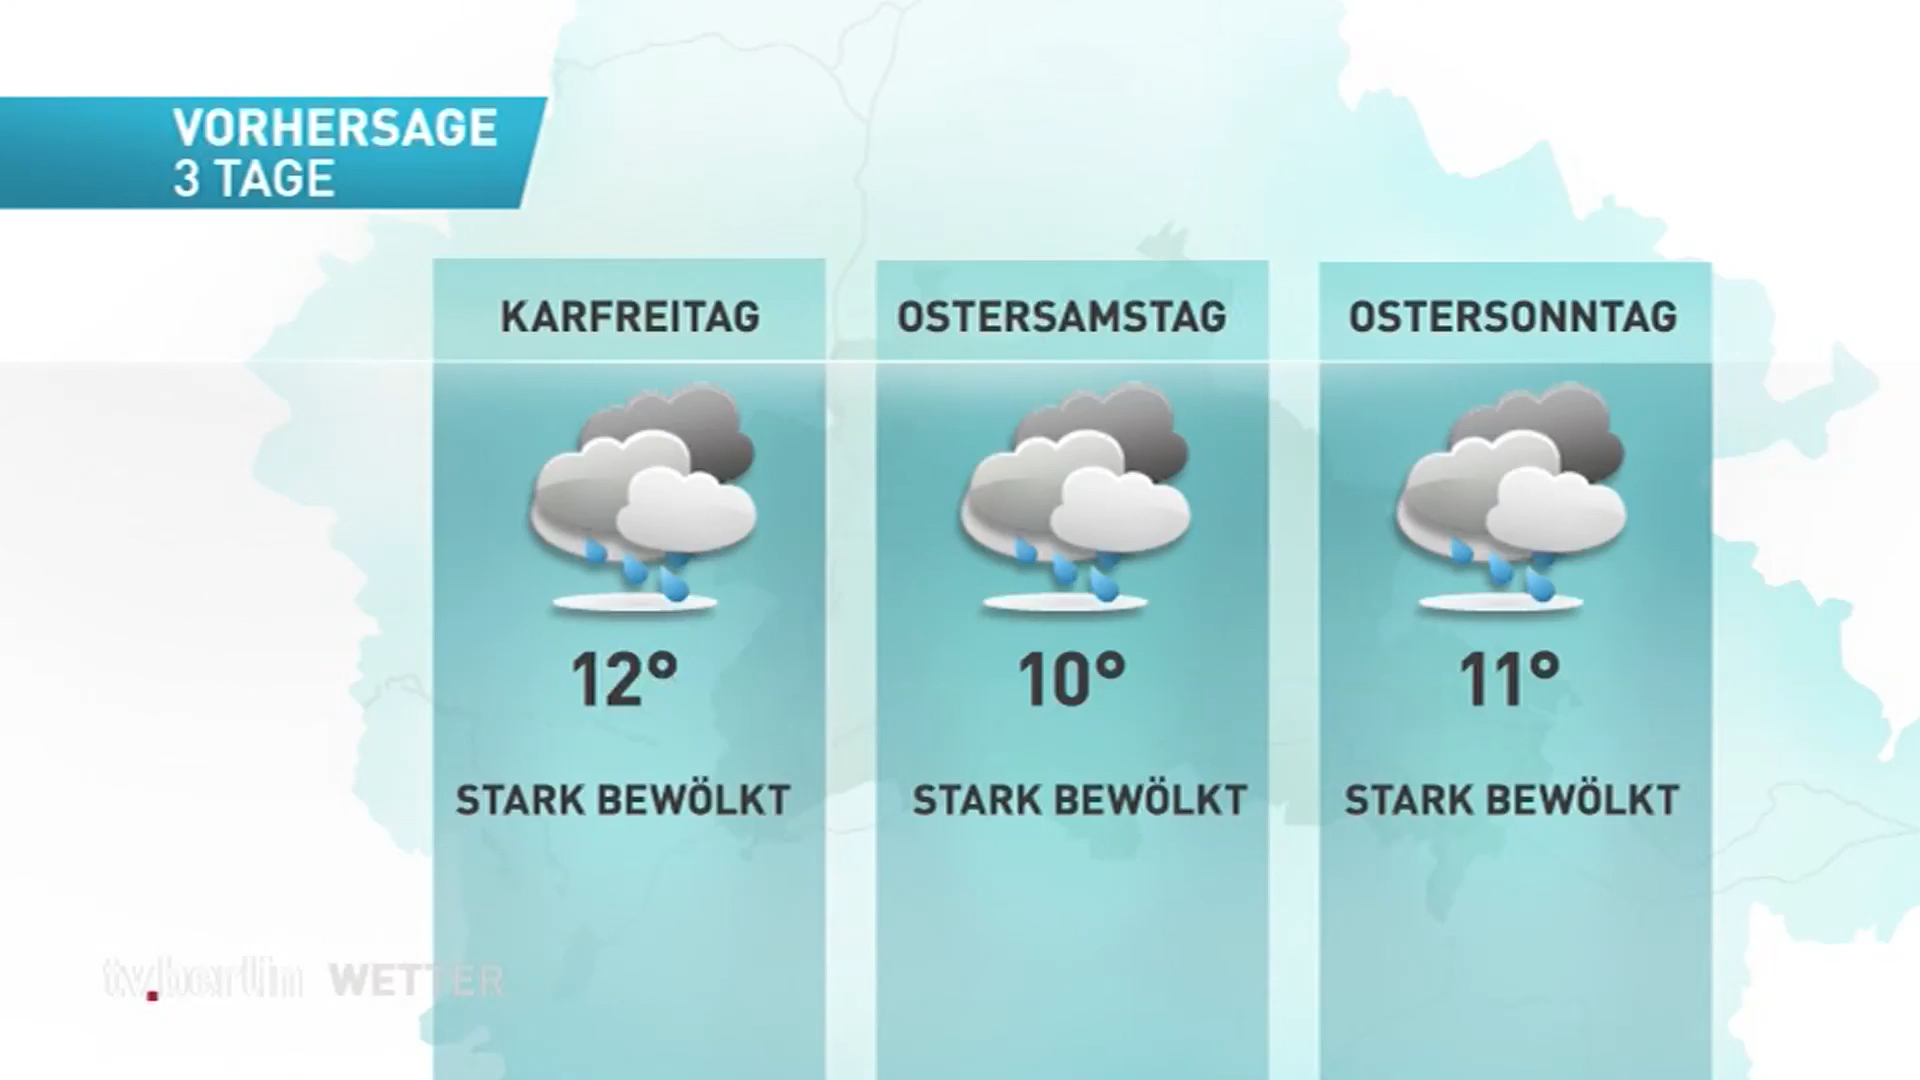 VORHERSAGE
3 TAGE
KARFREITAG
OSTERSAMSTAG
OSTERSONNTAG
12°
10°
11°
STARK BEWÖLKT
STARK BEWÖLKT
STARK BEWÖLKT
tv.berlin WETTER